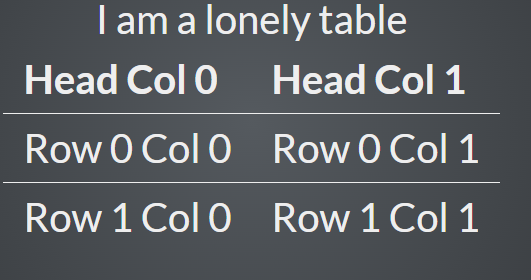 I am a lonely table
Head Col 0 Head Col 1
Row 0 Col 0 Row 0 Col 1
Row 1 Col 0 Row 1 Col 1